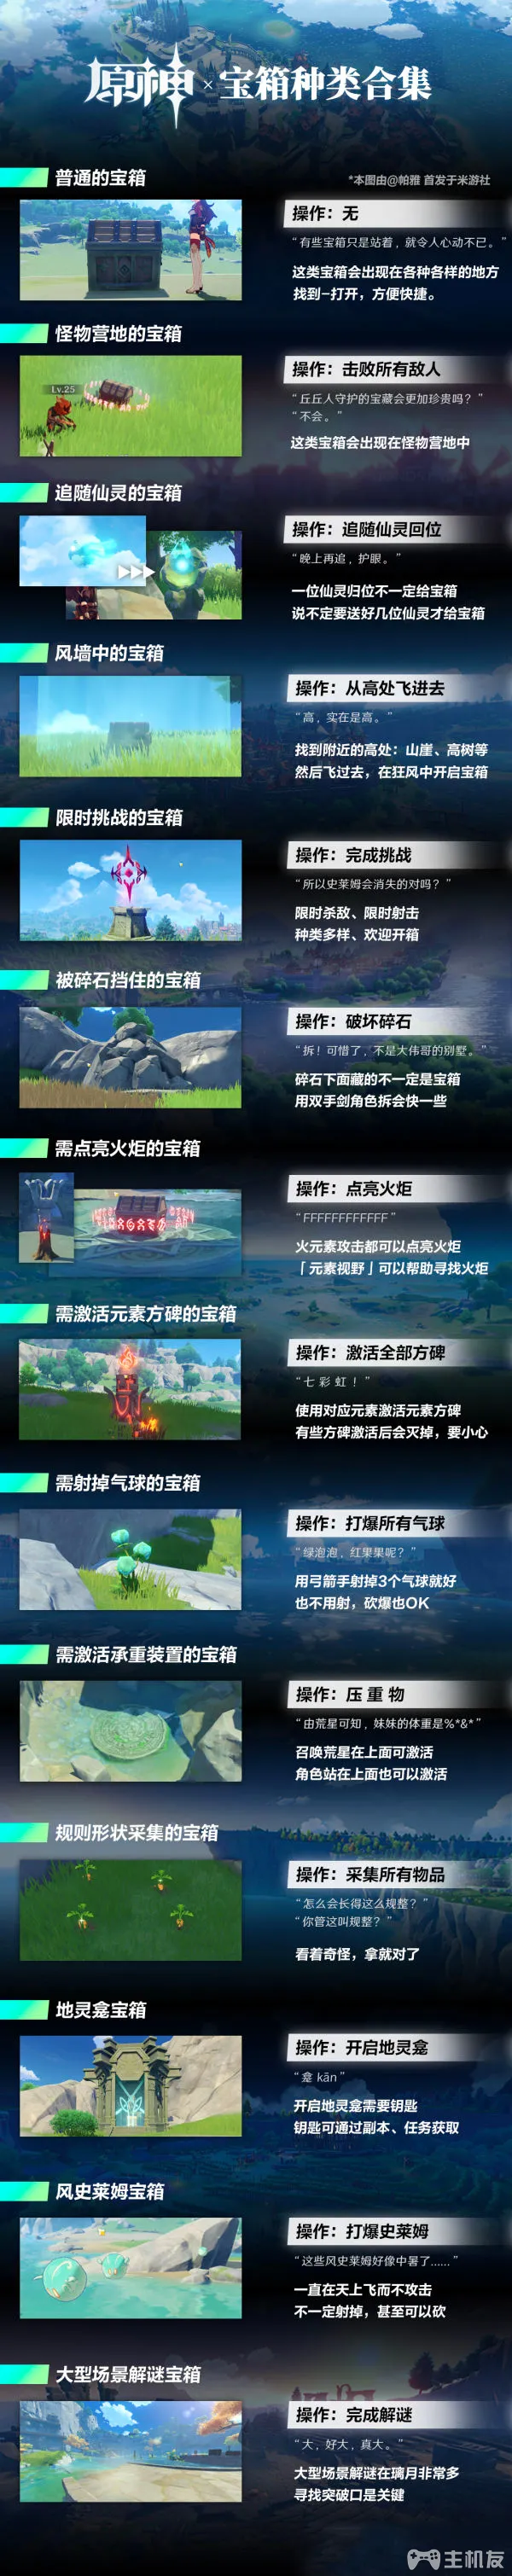 原神 × 宝箱种类合集
普通的宝箱
*本图由@帕雅 首发于米游社
操作：无
“有些宝箱只是站着，就令人心动不已。”
这类宝箱会出现在各种各样的地方
找到-打开，方便快捷。
怪物营地的宝箱
Lv.25
操作：击败所有敌人
“丘丘人守护的宝藏会更加珍贵吗？”
“不会。”
这类宝箱会出现在怪物营地中
追随仙灵的宝箱
操作：追随仙灵回位
“晚上再追，护眼。”
一位仙灵归位不一定给宝箱
说不定要送好几位仙灵才给宝箱
风墙中的宝箱
操作：从高处飞进去
“高，实在是高。”
找到附近的高处：山崖、高树等
然后飞过去，在狂风中开启宝箱
限时挑战的宝箱
操作：完成挑战
“所以史莱姆会消失的对吗？”
限时杀敌、限时射击
种类多样、欢迎开箱
被碎石挡住的宝箱
操作：破坏碎石
“拆！可惜了，不是大伟哥的别墅。”
碎石下面藏的不一定是宝箱
用双手剑角色拆会快一些
需点亮火炬的宝箱
操作：点亮火炬
“FFFFFFFFFFFF”
火元素攻击都可以点亮火炬
「元素视野」可以帮助寻找火炬
需激活元素方碑的宝箱
操作：激活全部方碑
“七 彩 虹 ！”
使用对应元素激活元素方碑
有些方碑激活后会灭掉，要小心
需射掉气球的宝箱
操作：打爆所有气球
“绿泡泡，红果果呢？”
用弓箭手射掉3个气球就好
也不用射，砍爆也OK
需激活承重装置的宝箱
操作：压 重 物
“由荒星可知，妹妹的体重是%*&*”
召唤荒星在上面可激活
角色站在上面也可以激活
规则形状采集的宝箱
操作：采集所有物品
“怎么会长得这么规整？”
“你管这叫规整？”
看着奇怪，拿就对了
地灵龛宝箱
操作：开启地灵龛
“龛 kān”
开启地灵龛需要钥匙
钥匙可通过副本、任务获取
风史莱姆宝箱
操作：打爆史莱姆
“这些风史莱姆好像中暑了......”
一直在天上飞而不攻击
不一定射掉，甚至可以砍
大型场景解谜宝箱
操作：完成解谜
“大，好大，真大。”
大型场景解谜在璃月非常多
寻找突破口是关键
主机友